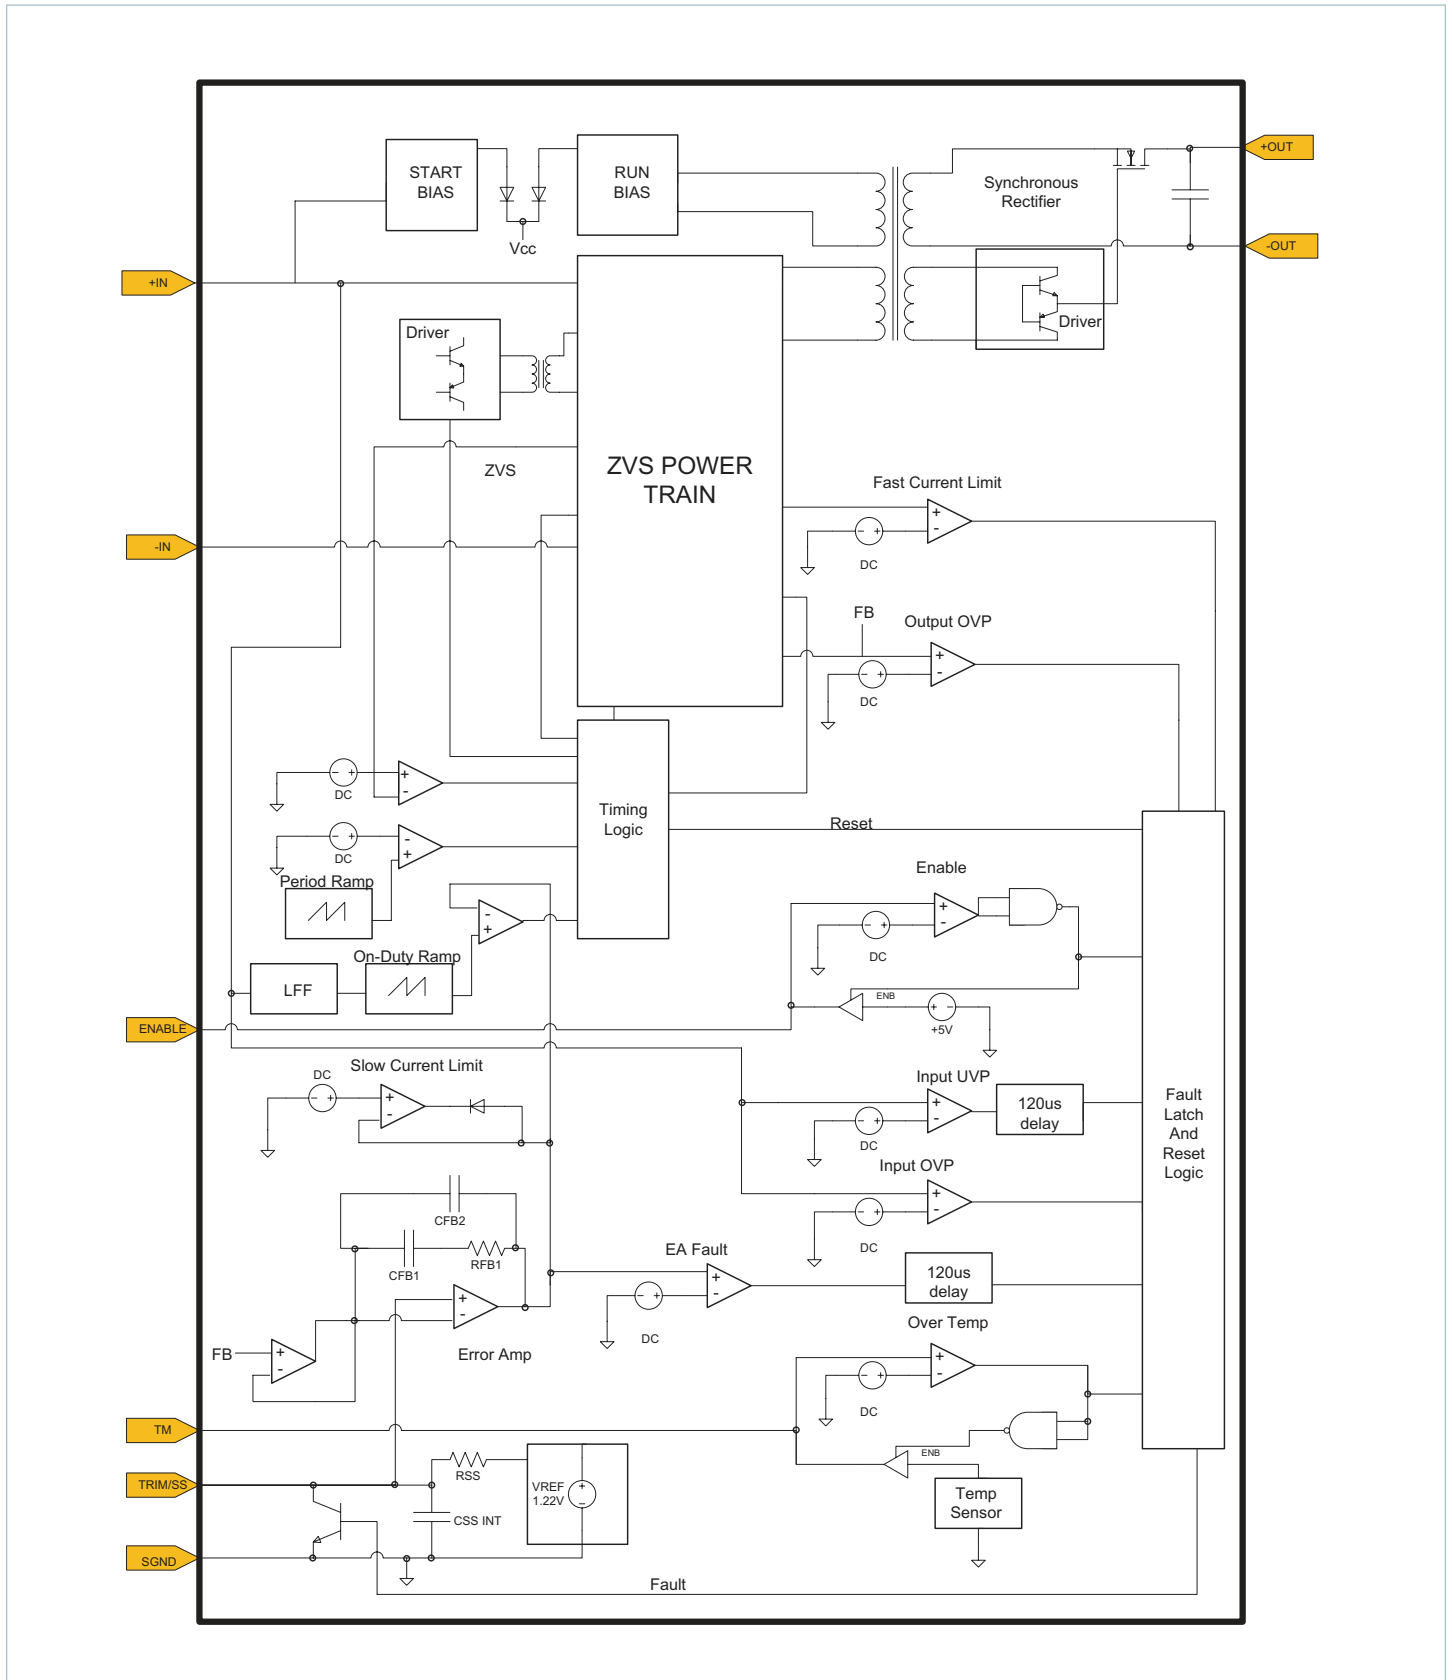 START
BIAS
RUN
BIAS
Vcc
Synchronous
Rectifier
+OUT
-OUT
+IN
Driver
Driver
ZVS
ZVS POWER
TRAIN
Fast Current Limit
+
-
- +
DC
-IN
FB
Output OVP
+
-
- +
DC
- +
DC
+
-
Timing
Logic
- +
DC
-
+
Period Ramp
Reset
Enable
+
-
- +
DC
-
+
On-Duty Ramp
LFF
ENB
+ -
+5V
ENABLE
Slow Current Limit
DC
- +
+
-
Input UVP
+
-
- +
DC
120us
delay
Fault
Latch
And
Reset
Logic
Input OVP
+
-
- +
DC
CFB2
CFB1
RFB1
EA Fault
+
-
- +
DC
120us
delay
+
-
Error Amp
FB
+
-
Over Temp
+
-
- +
DC
TM
ENB
TRIM/SS
RSS
VREF
1.22V
+
-
CSS INT
Temp
Sensor
SGND
Fault